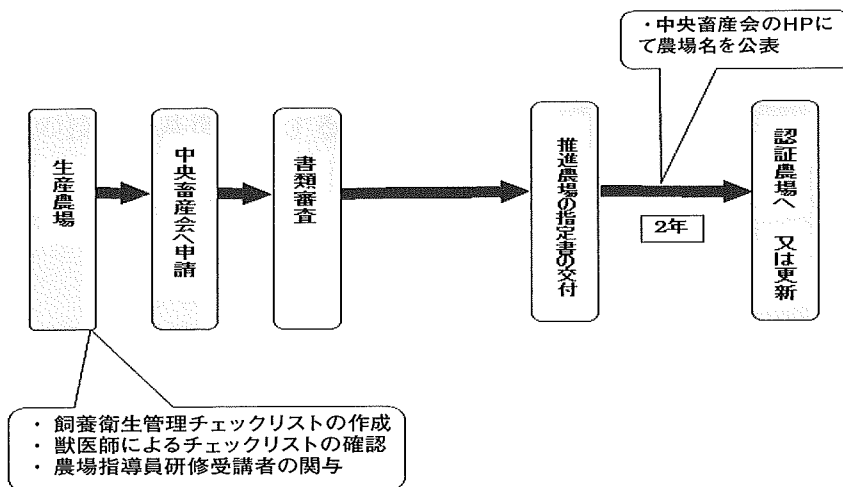 ・中央畜産会のHPに
て農場名を公表
生産農場
中央畜産会へ申請
書類審査
推進農場の指定書の交付
2年
認証農場へ 又は更新
・ 飼養衛生管理チェックリストの作成
・ 獣医師によるチェックリストの確認
・ 農場指導員研修受講者の関与